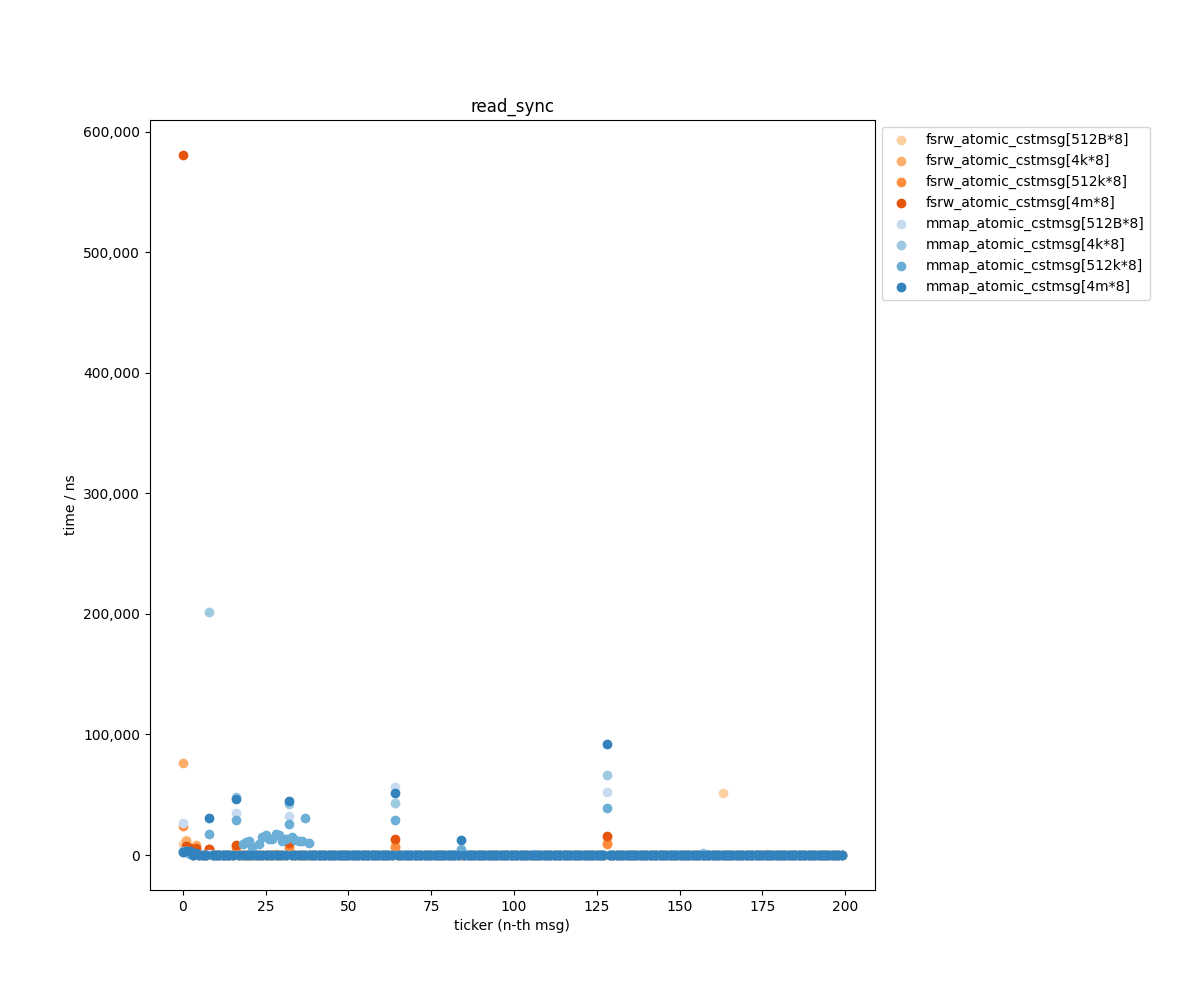 read_sync
600,000
500,000
400,000
300,000
200,000
100,000
0
time / ns
0 25 50 75 100 125 150 175 200
ticker (n-th msg)
fsrw_atomic_cstmsg[512B*8]
fsrw_atomic_cstmsg[4k*8]
fsrw_atomic_cstmsg[512k*8]
fsrw_atomic_cstmsg[4m*8]
mmap_atomic_cstmsg[512B*8]
mmap_atomic_cstmsg[4k*8]
mmap_atomic_cstmsg[512k*8]
mmap_atomic_cstmsg[4m*8]